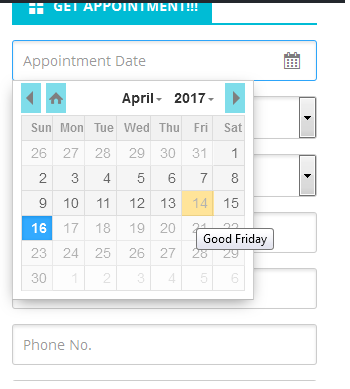 GET APPOINTMENT!!!
Appointment Date
April 2017
Sun Mon Tue Wed Thu Fri Sat
26 27 28 29 30 31 1
2 3 4 5 6 7 8
9 10 11 12 13 14 15
16 17 18 19 20 21 22
Good Friday
23 24 25 26 27 28 29
30 1 2 3 4 5 6
Phone No.